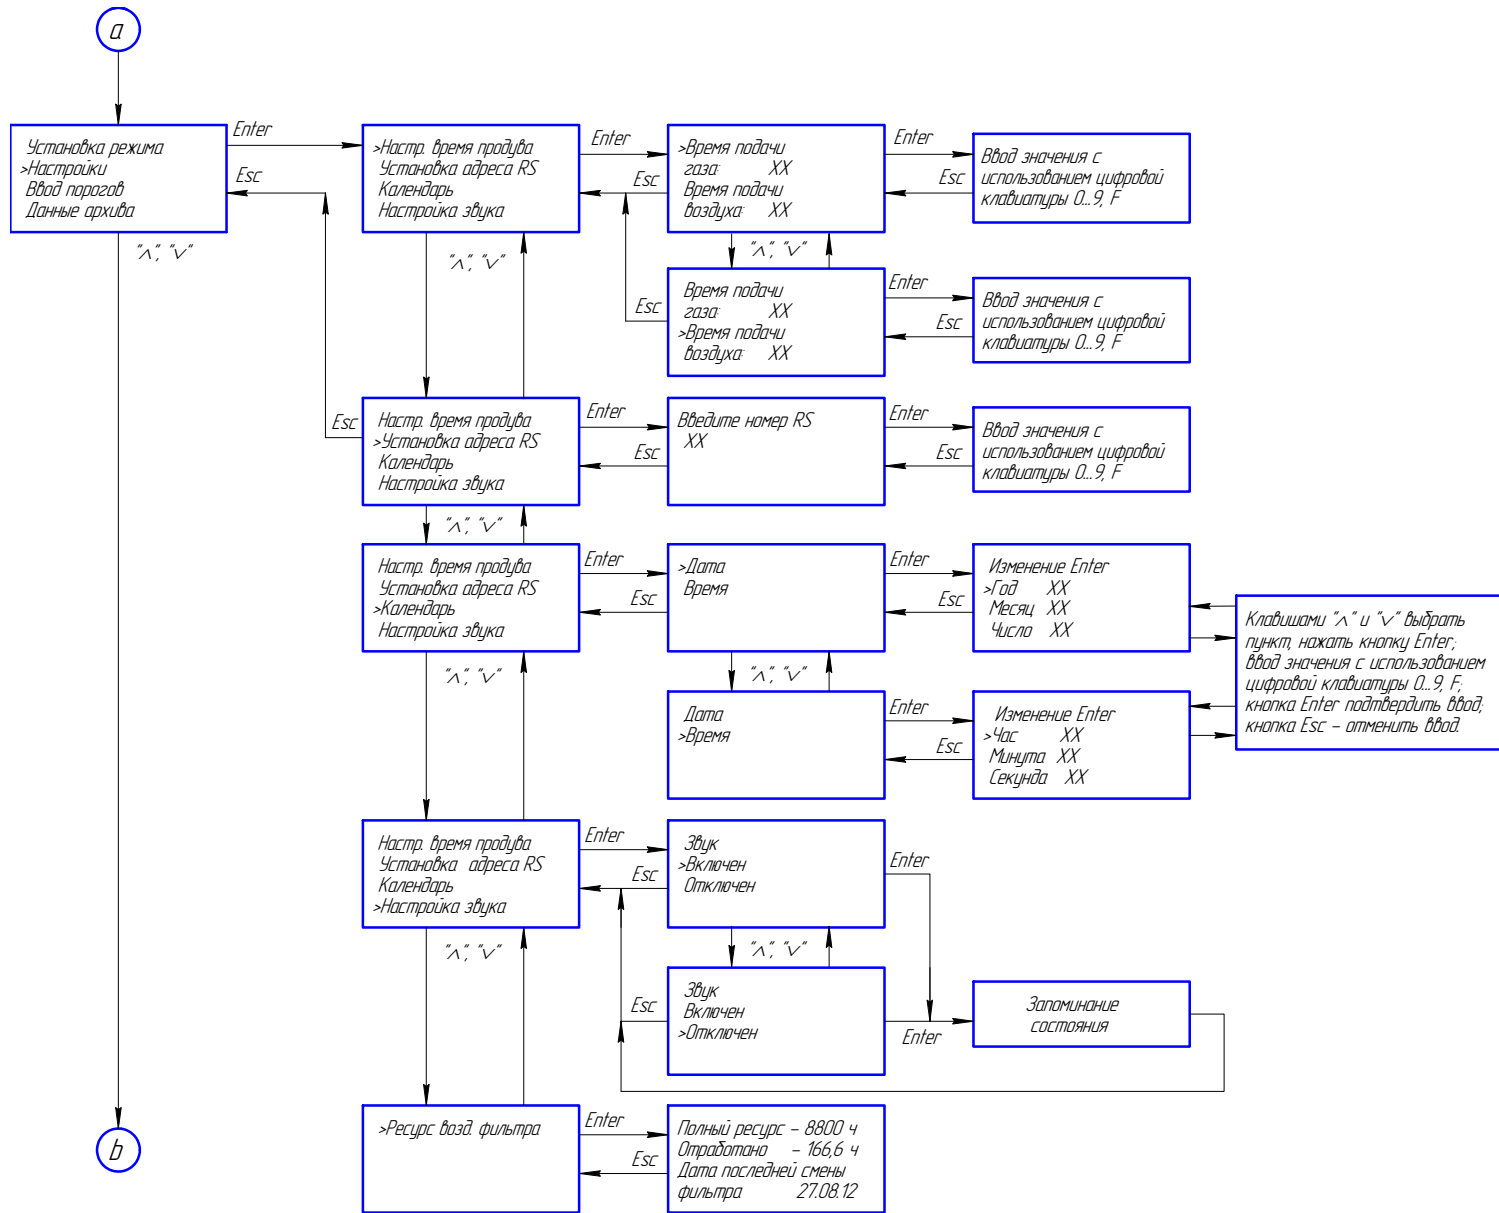 a
Установка режима
>Настройки
Ввод порогов
Данные архива
Enter
Esc
"∧", "∨"
>Настр. время продува
Установка адреса RS
Календарь
Настройка звука
Enter
Esc
"∧", "∨"
>Время подачи
газа: XX
Время подачи
воздуха: XX
Enter
Esc
"∧", "∨"
Ввод значения с
использованием цифровой
клавиатуры 0...9, F
Время подачи
газа: XX
>Время подачи
воздуха: XX
Esc
Enter
Esc
Ввод значения с
использованием цифровой
клавиатуры 0...9, F
Esc
Настр. время продува
>Установка адреса RS
Календарь
Настройка звука
Enter
Esc
"∧", "∨"
Введите номер RS
XX
Enter
Esc
Ввод значения с
использованием цифровой
клавиатуры 0...9, F
Настр. время продува
Установка адреса RS
>Календарь
Настройка звука
Enter
Esc
"∧", "∨"
>Дата
Время
Enter
Esc
"∧", "∨"
Изменение Enter
>Год XX
Месяц XX
Число XX
Клавишами "∧" и "∨" выбрать
пункт, нажать кнопку Enter;
ввод значения с использованием
цифровой клавиатуры 0...9, F;
кнопка Enter подтвердить ввод;
кнопка Esc – отменить ввод.
Дата
>Время
Enter
Esc
Изменение Enter
>Час XX
Минута XX
Секунда XX
Настр. время продува
Установка адреса RS
Календарь
>Настройка звука
Enter
Esc
"∧", "∨"
Звук
>Включен
Отключен
Enter
"∧", "∨"
Звук
Включен
>Отключен
Esc
Enter
Запоминание
состояния
>Ресурс возд. фильтра
Enter
Esc
Полный ресурс – 8800 ч
Отработано – 166,6 ч
Дата последней смены
фильтра 27.08.12
b